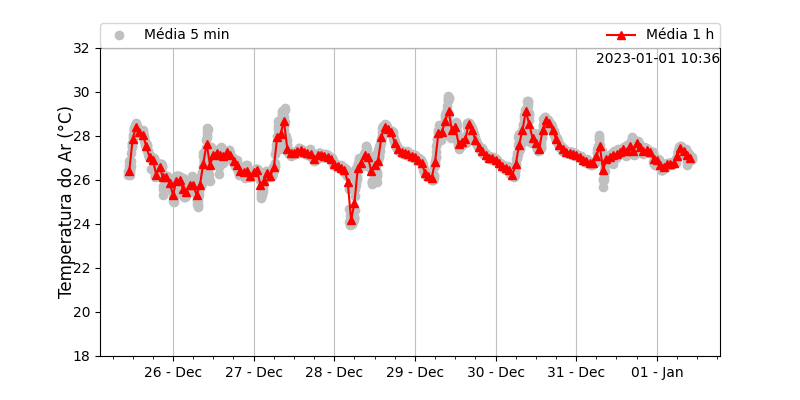 Média 5 min
Média 1 h
2023-01-01 10:36
Temperatura do Ar (°C)
32
30
28
26
24
22
20
18
26 - Dec
27 - Dec
28 - Dec
29 - Dec
30 - Dec
31 - Dec
01 - Jan